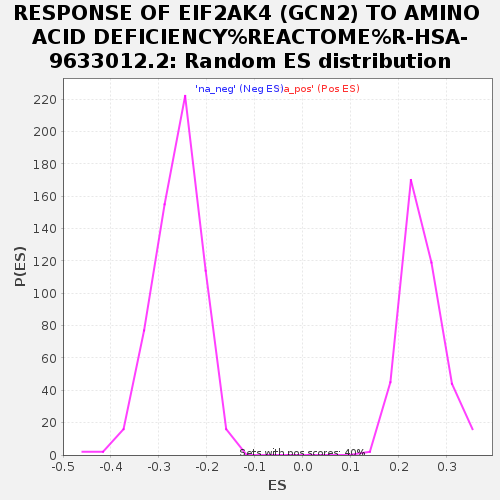 RESPONSE OF EIF2AK4 (GCN2) TO AMINO
ACID DEFICIENCY%REACTOME%R-HSA-
9633012.2: Random ES distribution
'na_neg' (Neg ES)a_pos' (Pos ES)
220
200
180
160
140
120
100
80
60
40
20
0
P(ES)
Sets with pos scores: 40%
-0.5 -0.4 -0.3 -0.2 -0.1 0.0 0.1 0.2 0.3
ES